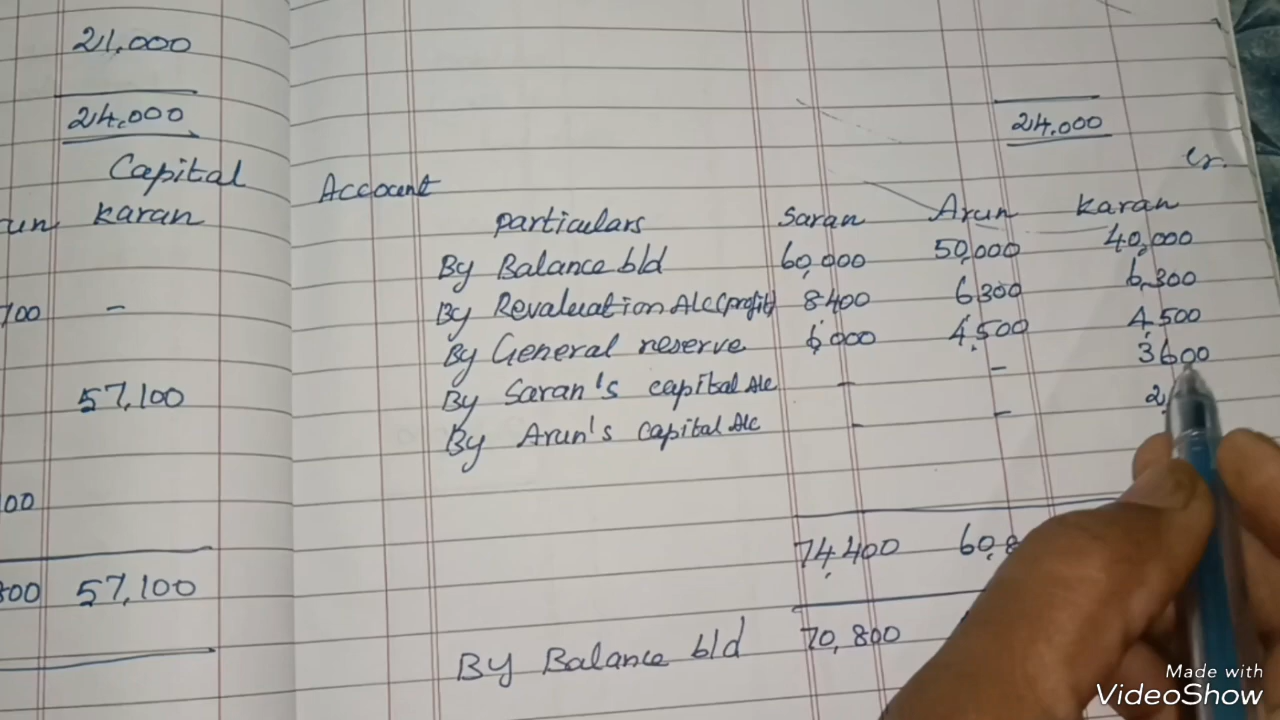 21,000
24,000
24,000
Capital Account
Cr.
karan
particulars Saran Arun Karan
By Balance b/d 60,000 50,000 40,000
By Revaluation A/c (profit) 8400 6300 6,300
700 -
By General reserve 6,000 4,500 4,500
By Saran's capital A/c - - 3600
57,100
By Arun's Capital A/c - -
00
74,400
57,100
By Balance b/d 70,800
Made with
VideoShow